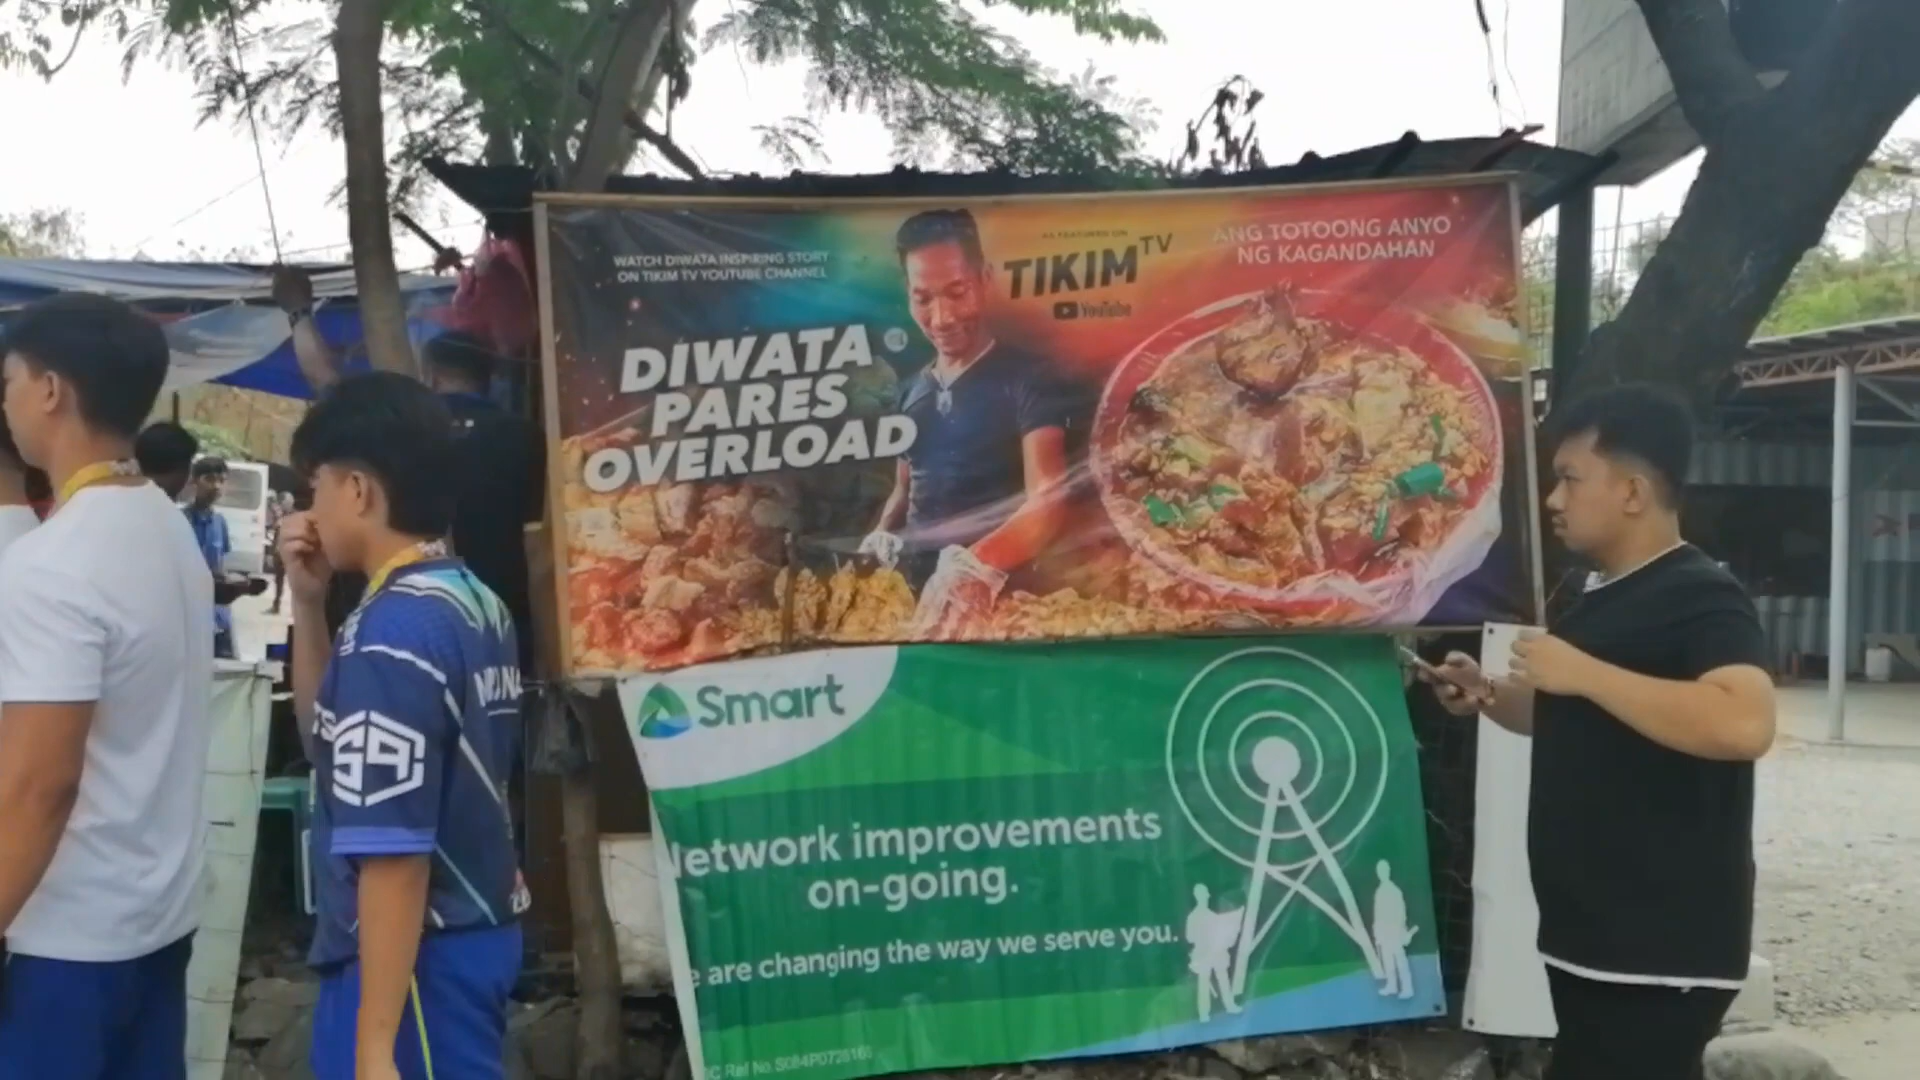 WATCH DIWATA INSPIRING STORY
ON TIKIM TV YOUTUBE CHANNEL
AS FEATURED ON
TIKIM TV
YouTube
ANG TOTOONG ANYO
NG KAGANDAHAN
DIWATA
PARES
OVERLOAD
Smart
Network improvements
on-going.
e are changing the way we serve you.
59